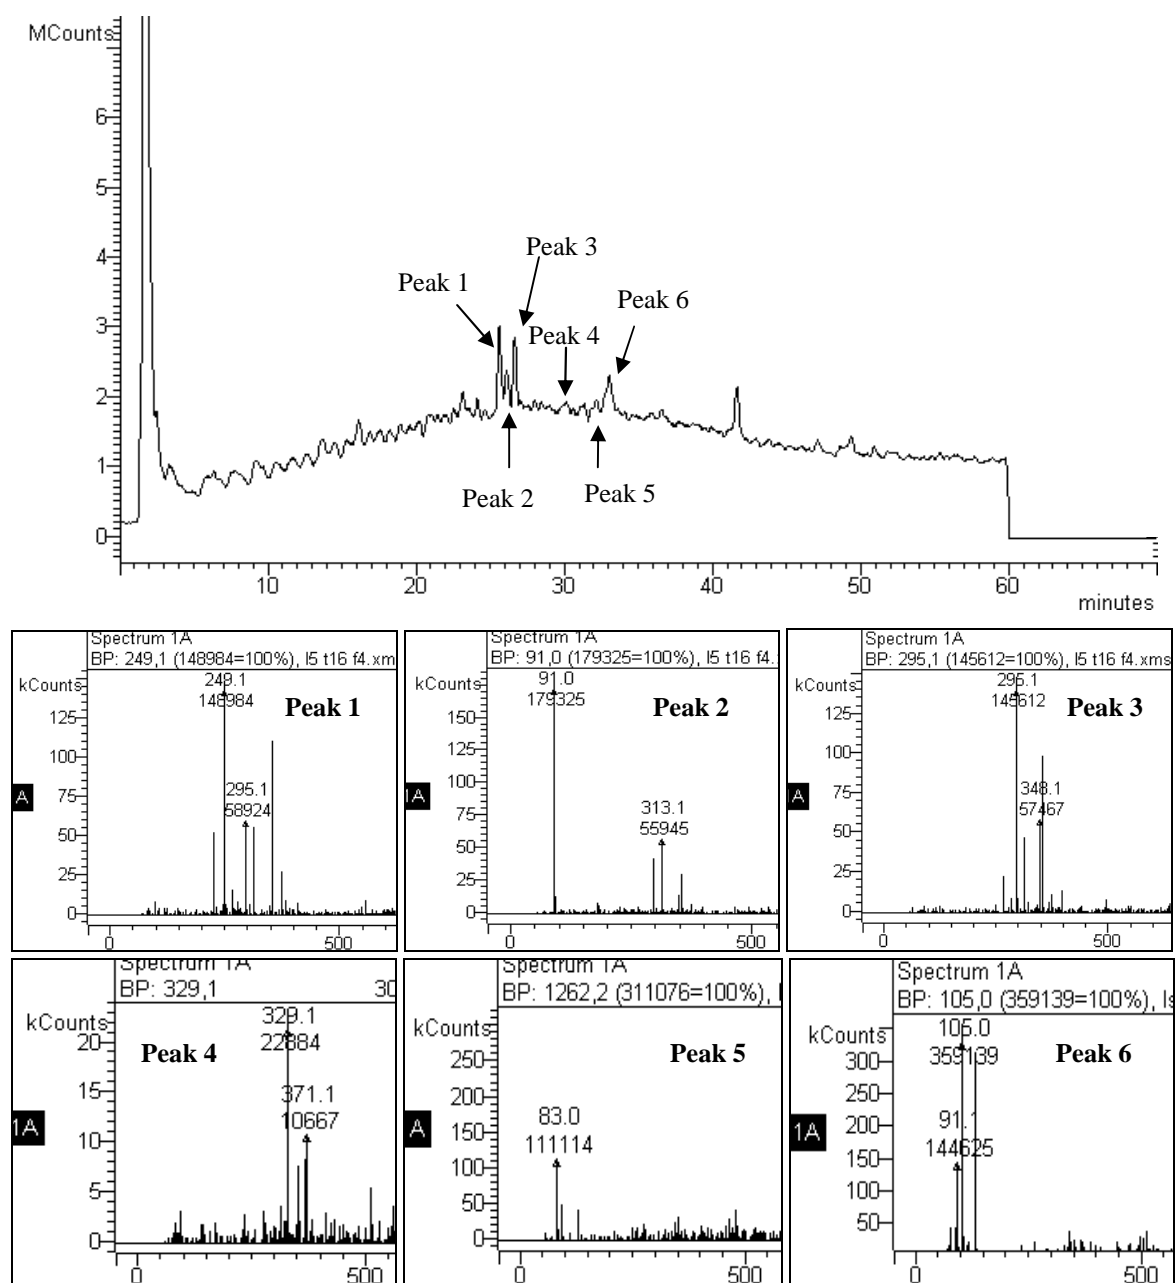 MCounts
6
5
4
3
2
1
0
Peak 1
Peak 3
Peak 4
Peak 6
Peak 2
Peak 5
10 20 30 40 50 60
minutes
Spectrum 1A
BP: 249,1 (148984=100%), I5 t16 f4.xm
kCounts
249.1
148984
Peak 1
125
100
75
50
25
0
295.1
58924
A
0 500
Spectrum 1A
BP: 91,0 (179325=100%), I5 t16 f4.
kCounts
91.0
179325
Peak 2
150
125
100
75
50
25
0
313.1
55945
1A
0 500
Spectrum 1A
BP: 295,1 (145612=100%), I5 t16 f4.xms
kCounts
295.1
145612
Peak 3
125
100
75
50
25
0
348.1
57467
1A
0 500
Spectrum 1A
BP: 329,1 30
kCounts
329.1
22884
Peak 4
20
15
10
5
0
371.1
10667
1A
0 500
Spectrum 1A
BP: 1262,2 (311076=100%), I
kCounts
Peak 5
250
200
150
100
50
0
83.0
111114
A
0 500
Spectrum 1A
BP: 105,0 (359139=100%), Is
kCounts
105.0
359139
Peak 6
300
250
200
150
100
50
91.1
144625
1A
0 500